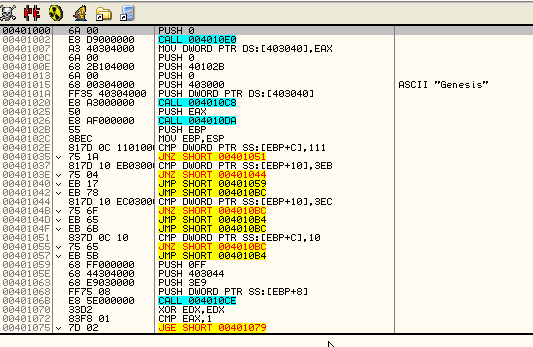 00401000 6A 00 PUSH 0
00401002 E8 D9000000 CALL 004010E0
00401007 A3 40304000 MOV DWORD PTR DS:[403040],EAX
0040100C 6A 00 PUSH 0
0040100E 68 2B104000 PUSH 40102B
00401013 6A 00 PUSH 0
00401015 68 00304000 PUSH 403000 ASCII "Genesis"
0040101A FF35 40304000 PUSH DWORD PTR DS:[403040]
00401020 E8 A3000000 CALL 004010C8
00401025 50 PUSH EAX
00401026 E8 AF000000 CALL 004010DA
0040102B 55 PUSH EBP
0040102C 8BEC MOV EBP,ESP
0040102E 817D 0C 1101000 CMP DWORD PTR SS:[EBP+C],111
00401035 75 1A JNZ SHORT 00401051
00401037 817D 10 EB03000 CMP DWORD PTR SS:[EBP+10],3EB
0040103E 75 04 JNZ SHORT 00401044
00401040 EB 17 JMP SHORT 00401059
00401042 EB 78 JMP SHORT 004010BC
00401044 817D 10 EC03000 CMP DWORD PTR SS:[EBP+10],3EC
0040104B 75 6F JNZ SHORT 004010BC
0040104D EB 65 JMP SHORT 004010B4
0040104F EB 6B JMP SHORT 004010BC
00401051 837D 0C 10 CMP DWORD PTR SS:[EBP+C],10
00401055 75 65 JNZ SHORT 004010BC
00401057 EB 5B JMP SHORT 004010B4
00401059 68 FF000000 PUSH 0FF
0040105E 68 44304000 PUSH 403044
00401063 68 E9030000 PUSH 3E9
00401068 FF75 08 PUSH DWORD PTR SS:[EBP+8]
0040106B E8 5E000000 CALL 004010CE
00401070 33D2 XOR EDX,EDX
00401072 83F8 01 CMP EAX,1
00401075 7D 02 JGE SHORT 00401079